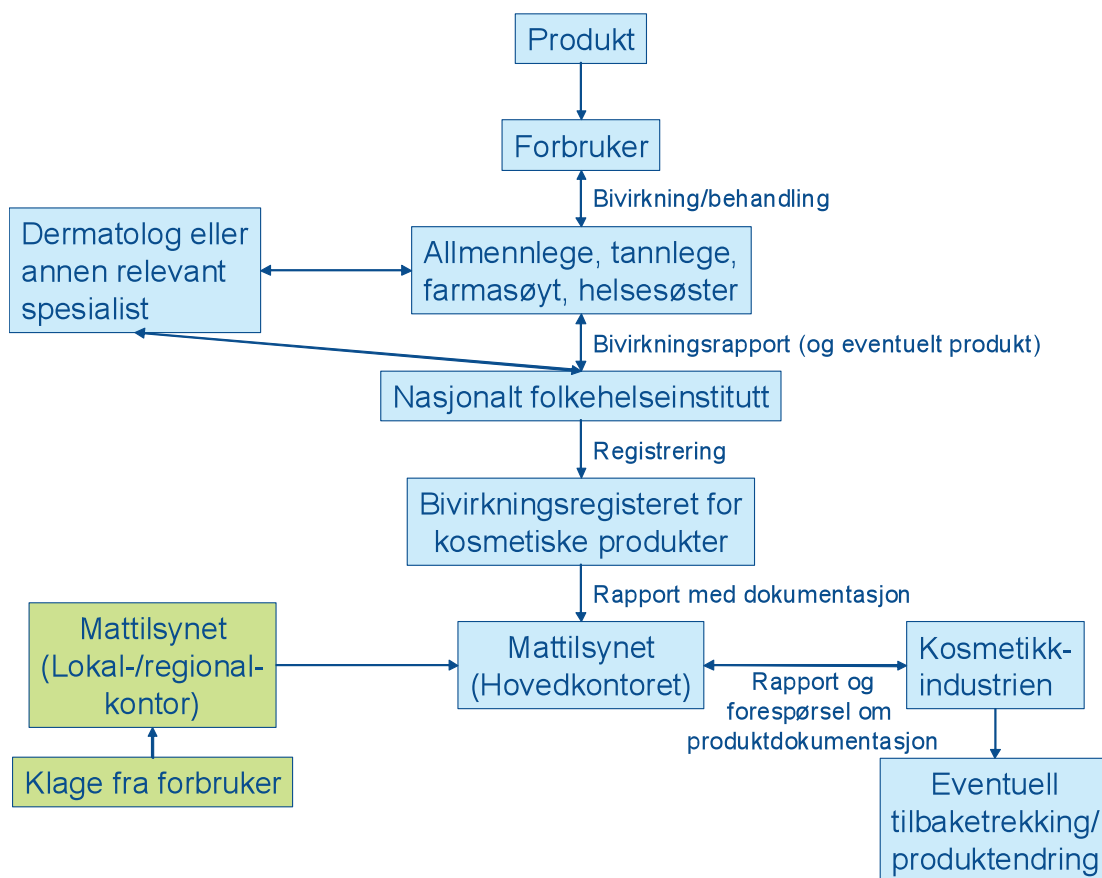 Produkt
Forbruker
Bivirkning/behandling
Dermatolog eller
annen relevant
spesialist
Allmennlege, tannlege,
farmasøyt, helsesøster
Bivirkningsrapport (og eventuelt produkt)
Nasjonalt folkehelseinstitutt
Registrering
Bivirkningsregisteret for
kosmetiske produkter
Rapport med dokumentasjon
Mattilsynet
(Lokal-/regional-
kontor)
Mattilsynet
(Hovedkontoret)
Rapport og
forespørsel om
produktdokumentasjon
Kosmetikk-
industrien
Klage fra forbruker
Eventuell
tilbaketrekking/
produktendring